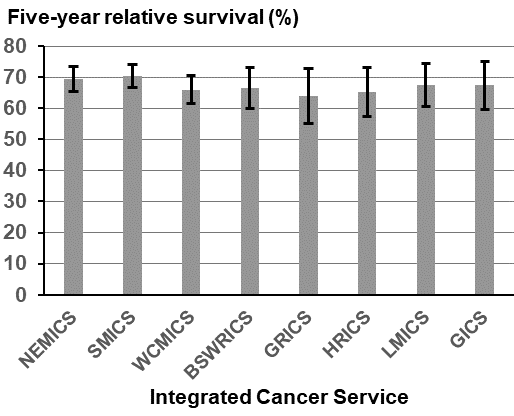 Five-year relative survival (%)
80
70
60
50
40
30
20
10
0
NEMICS
SMICS
WCMICS
BSWRICS
GRICS
HRICS
LMICS
GICS
Integrated Cancer Service